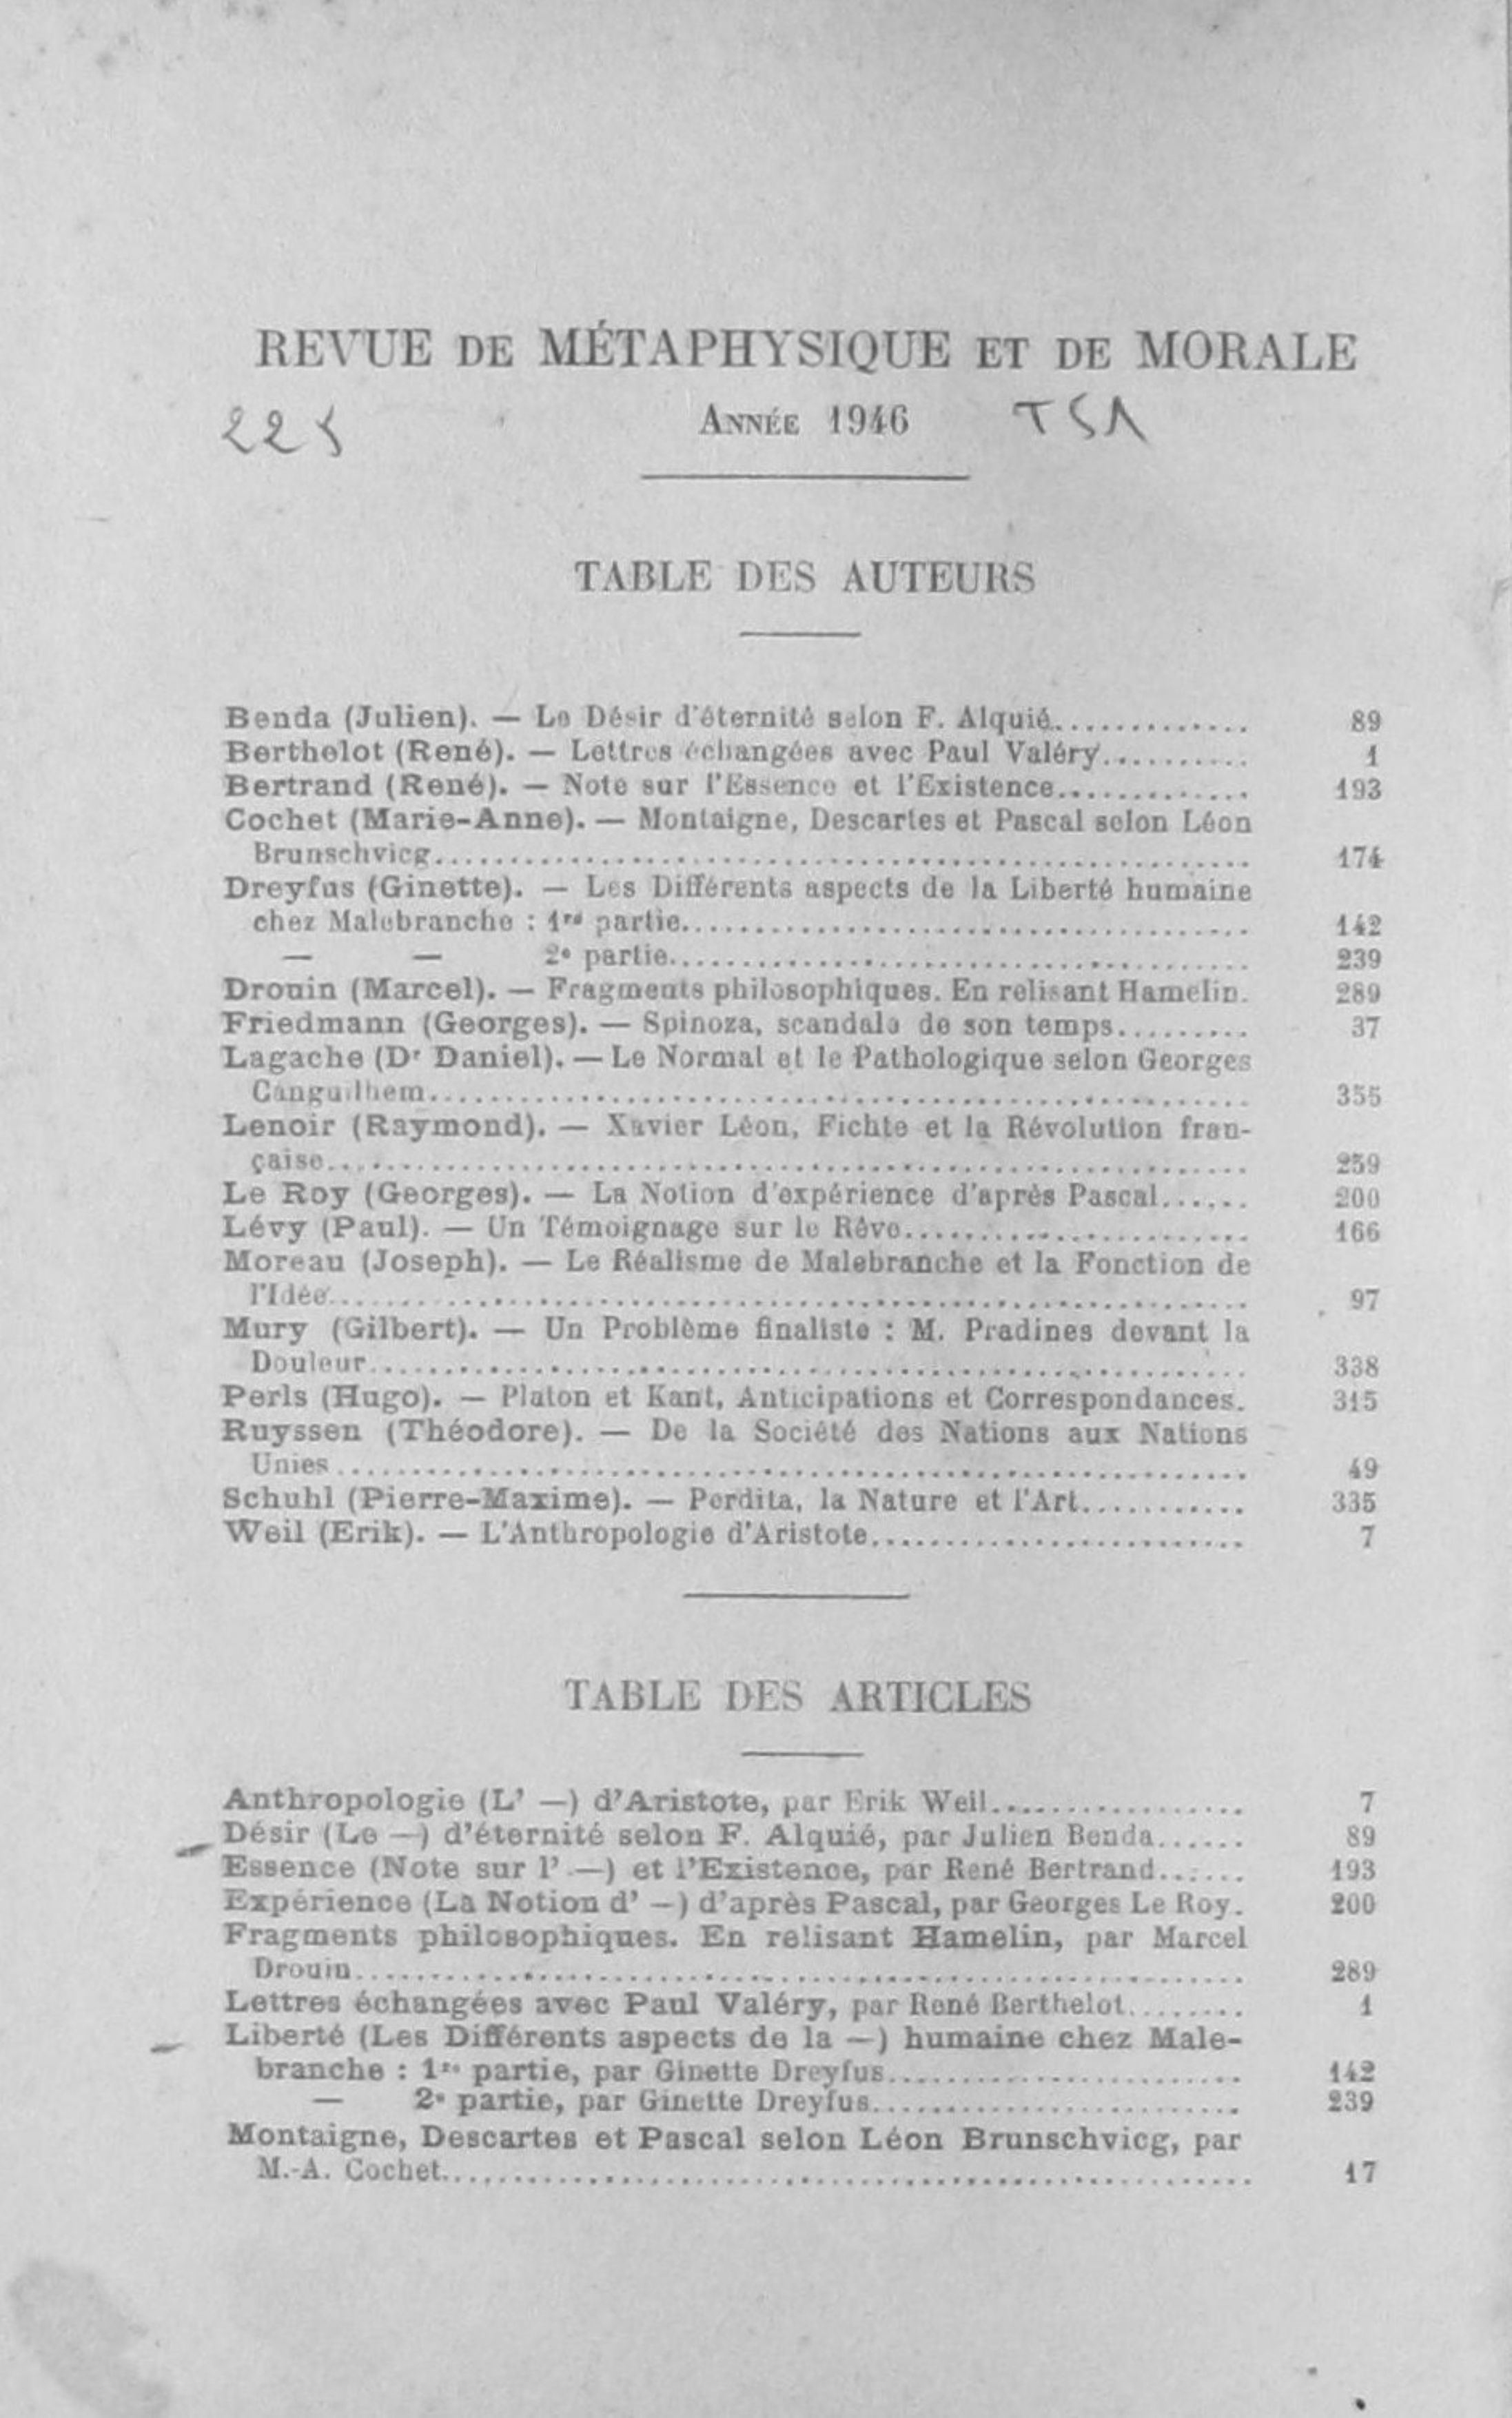 REVUE DE MÉTAPHYSIQUE ET DE MORALE
225 ANNÉE 1946 TSA
TABLE DES AUTEURS
Benda (Julien). — Le Désir d'éternité selon F. Alquié.............. 89
Berthelot (René). — Lettres échangées avec Paul Valéry.......... 1
Bertrand (René). — Note sur l'Essence et l'Existence............. 193
Cochet (Marie-Anne). — Montaigne, Descartes et Pascal selon Léon
Brunschvicg.................................................. 174
Dreyfus (Ginette). — Les Différents aspects de la Liberté humaine
chez Malebranche : 1re partie.................................. 142
— — 2e partie.................................. 239
Drouin (Marcel). — Fragments philosophiques. En relisant Hamelin. 289
Friedmann (Georges). — Spinoza, scandale de son temps......... 37
Lagache (Dr Daniel). — Le Normal et le Pathologique selon Georges
Canguilhem.................................................. 355
Lenoir (Raymond). — Xavier Léon, Fichte et la Révolution fran-
çaise.................................................. 259
Le Roy (Georges). — La Notion d'expérience d'après Pascal...... 200
Lévy (Paul). — Un Témoignage sur le Rêve........................ 166
Moreau (Joseph). — Le Réalisme de Malebranche et la Fonction de
l'Idée.................................................. 97
Mury (Gilbert). — Un Problème finaliste : M. Pradines devant la
Douleur.................................................. 338
Perls (Hugo). — Platon et Kant, Anticipations et Correspondances. 315
Ruyssen (Théodore). — De la Société des Nations aux Nations
Unies.................................................. 49
Schuhl (Pierre-Maxime). — Perdita, la Nature et l'Art........... 335
Weil (Erik). — L'Anthropologie d'Aristote......................... 7
TABLE DES ARTICLES
Anthropologie (L' —) d'Aristote, par Erik Weil................. 7
Désir (Le —) d'éternité selon F. Alquié, par Julien Benda...... 89
Essence (Note sur l' —) et l'Existence, par René Bertrand...... 193
Expérience (La Notion d' —) d'après Pascal, par Georges Le Roy. 200
Fragments philosophiques. En relisant Hamelin, par Marcel
Drouin.................................................. 289
Lettres échangées avec Paul Valéry, par René Berthelot........ 1
Liberté (Les Différents aspects de la —) humaine chez Male-
branche : 1re partie, par Ginette Dreyfus........................ 142
— 2e partie, par Ginette Dreyfus......................... 239
Montaigne, Descartes et Pascal selon Léon Brunschvicg, par
M.-A. Cochet.................................................. 17